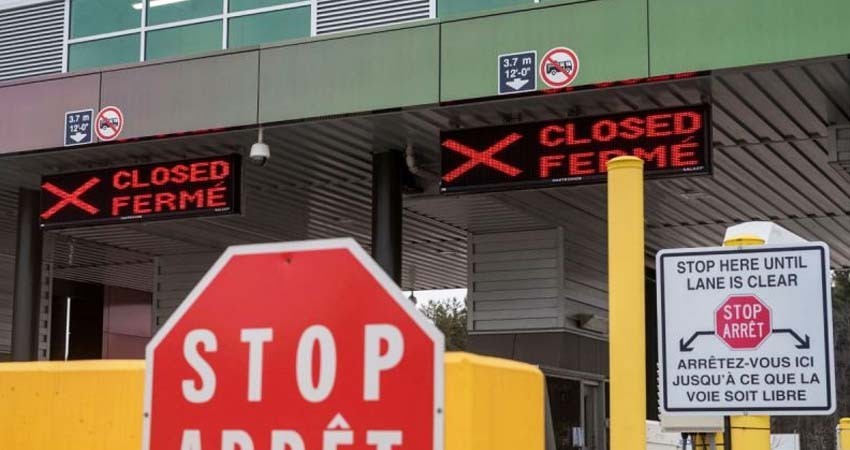 3.7 m
12'-0"
3.7 m
12'-0"
CLOSED
FERMÉ
CLOSED
FERMÉ
STOP
ARRÊT
STOP HERE UNTIL
LANE IS CLEAR
STOP
ARRÊT
ARRÊTEZ-VOUS ICI
JUSQU'À CE QUE LA
VOIE SOIT LIBRE